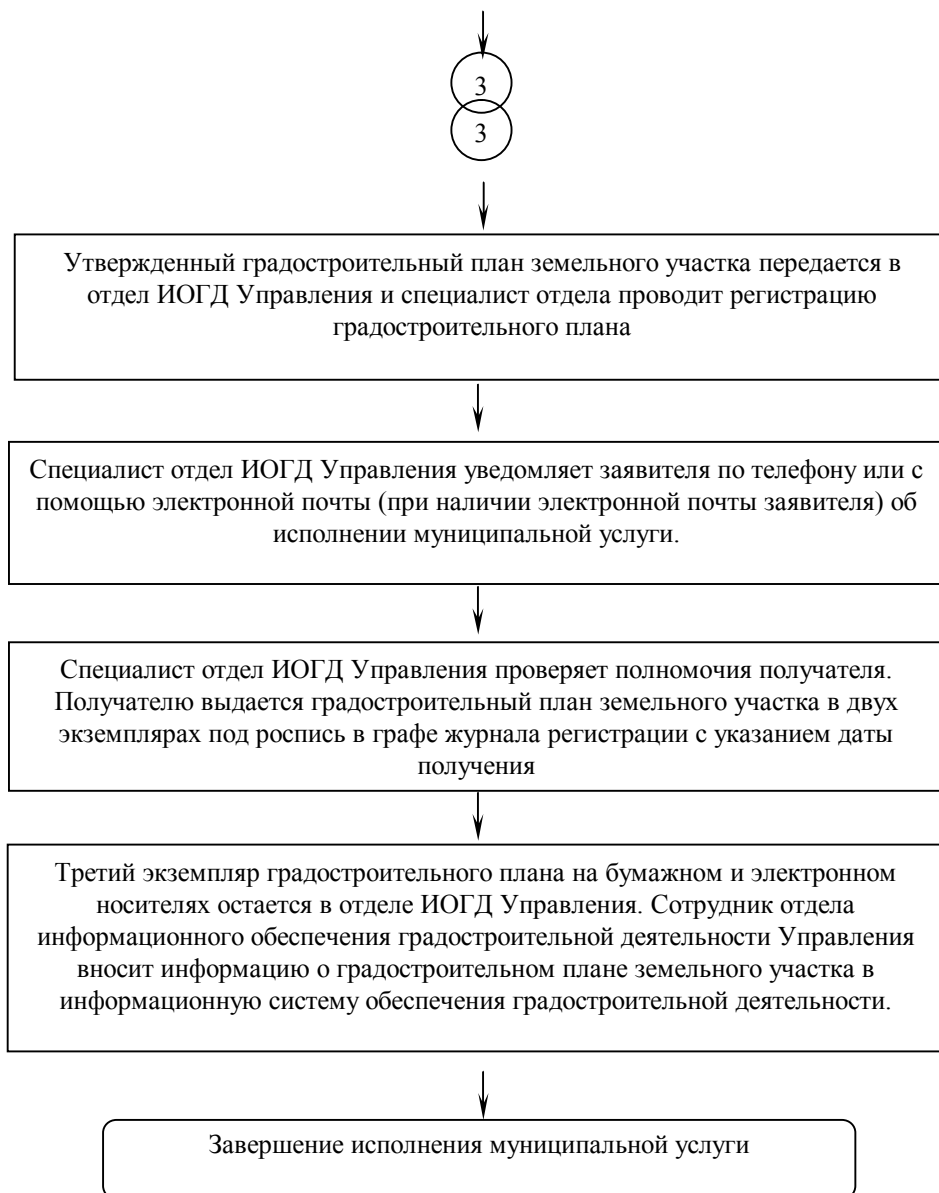 3
3
Утвержденный градостроительный план земельного участка передается в
отдел ИОГД Управления и специалист отдела проводит регистрацию
градостроительного плана
Специалист отдел ИОГД Управления уведомляет заявителя по телефону или с
помощью электронной почты (при наличии электронной почты заявителя) об
исполнении муниципальной услуги.
Специалист отдел ИОГД Управления проверяет полномочия получателя.
Получателю выдается градостроительный план земельного участка в двух
экземплярах под роспись в графе журнала регистрации с указанием даты
получения
Третий экземпляр градостроительного плана на бумажном и электронном
носителях остается в отделе ИОГД Управления. Сотрудник отдела
информационного обеспечения градостроительной деятельности Управления
вносит информацию о градостроительном плане земельного участка в
информационную систему обеспечения градостроительной деятельности.
Завершение исполнения муниципальной услуги